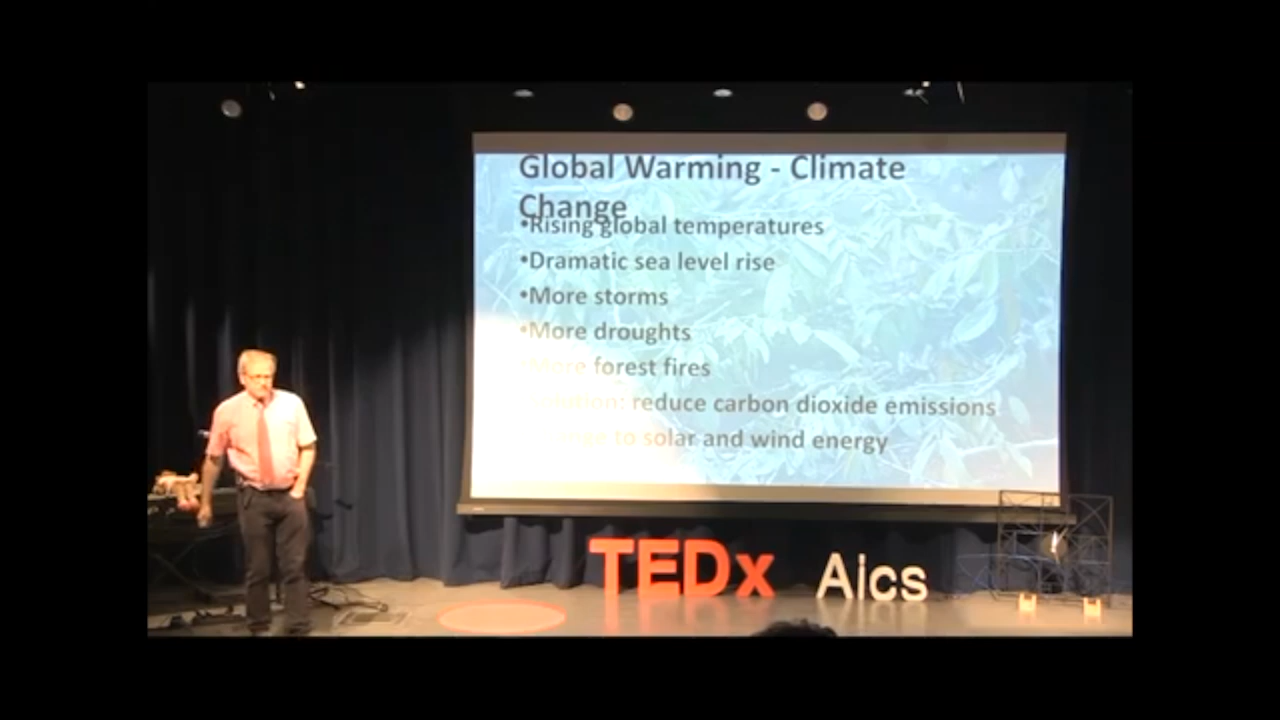 Global Warming - Climate
Change
•Rising global temperatures
•Dramatic sea level rise
•More storms
•More droughts
•More forest fires
reduce carbon dioxide emissions
to solar and wind energy
TEDx Aics